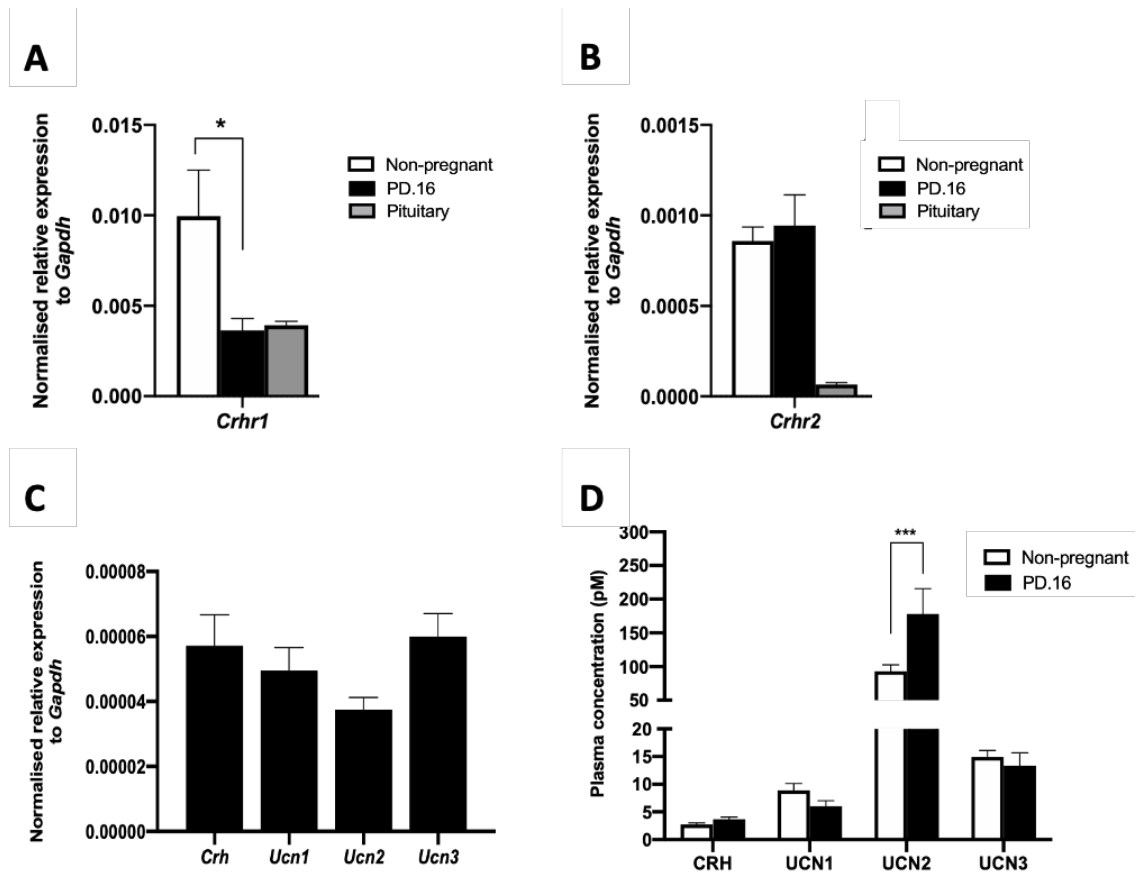 A
Normalised relative expression
to Gapdh
0.015
0.010
0.005
0.000
*
Crhr1
Non-pregnant
PD.16
Pituitary
B
Normalised relative expression
to Gapdh
0.0015
0.0010
0.0005
0.0000
Crhr2
Non-pregnant
PD.16
Pituitary
C
Normalised relative expression
to Gapdh
0.00008
0.00006
0.00004
0.00002
0.00000
Crh Ucn1 Ucn2 Ucn3
D
Plasma concentration (pM)
300
250
200
150
100
50
20
15
10
5
0
***
CRH UCN1 UCN2 UCN3
Non-pregnant
PD.16